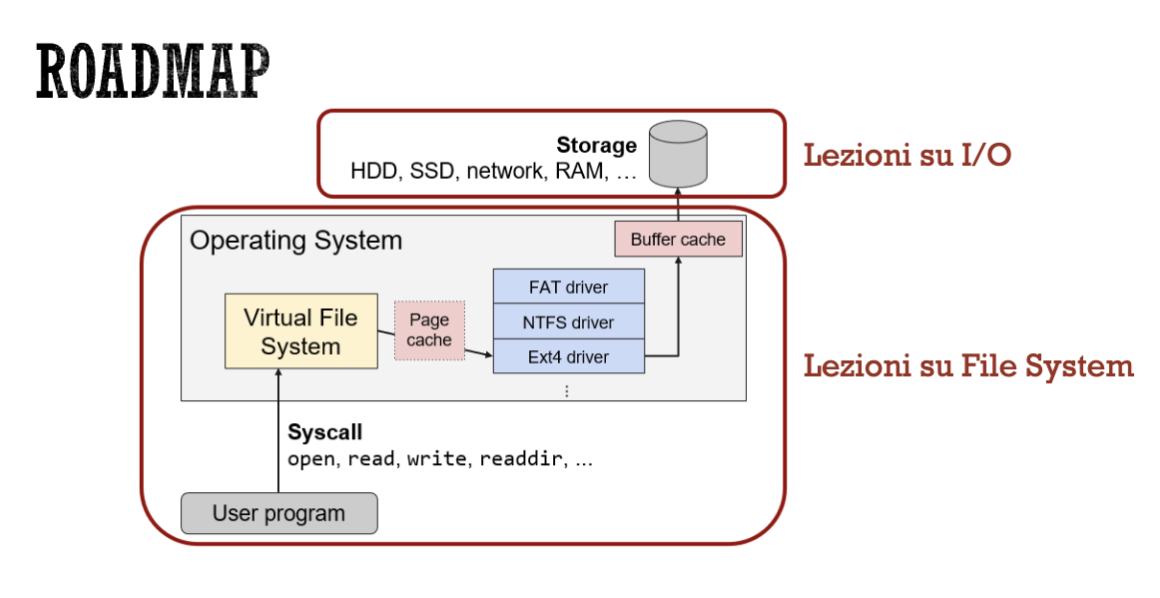 ROADMAP
Storage
HDD, SSD, network, RAM, …
Lezioni su I/O
Operating System
Buffer cache
FAT driver
Virtual File
System
Page
cache
NTFS driver
Ext4 driver
⋮
Lezioni su File System
Syscall
open, read, write, readdir, …
User program